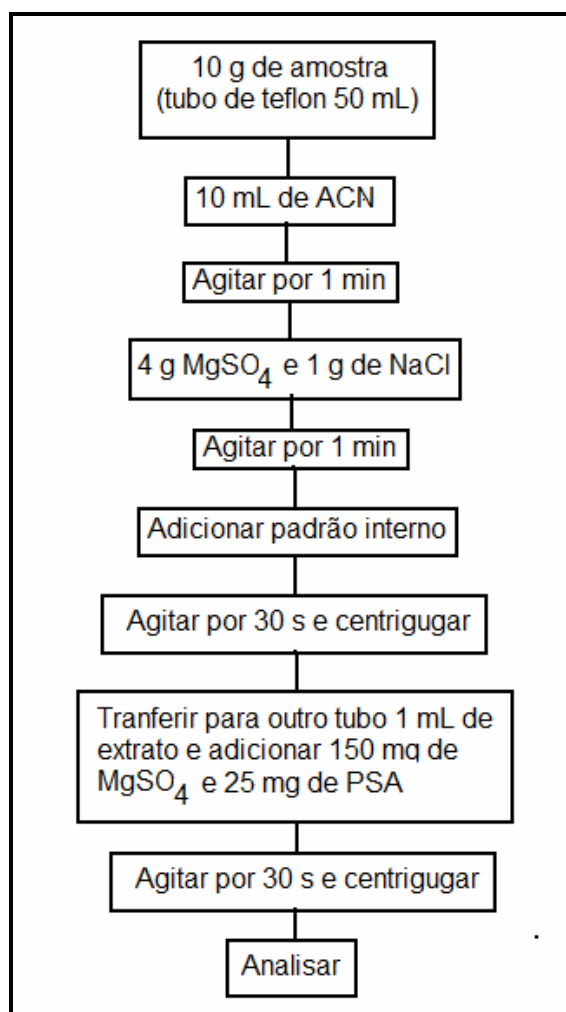 10 g de amostra
(tubo de teflon 50 mL)
10 mL de ACN
Agitar por 1 min
4 g MgSO4 e 1 g de NaCl
Agitar por 1 min
Adicionar padrão interno
Agitar por 30 s e centrigugar
Tranferir para outro tubo 1 mL de
extrato e adicionar 150 mg de
MgSO4 e 25 mg de PSA
Agitar por 30 s e centrigugar
Analisar
.